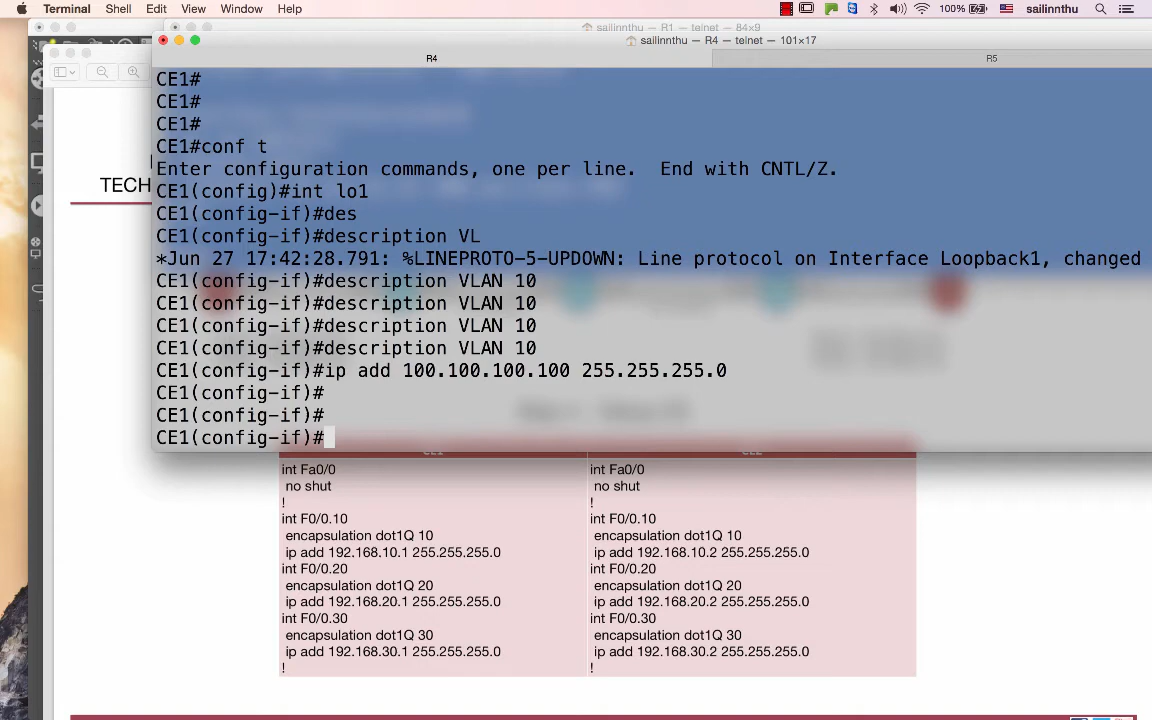 Terminal Shell Edit View Window Help 100% sailinnthu
sailinnthu — R1 — telnet — 84×9
sailinnthu — R4 — telnet — 101×17
R4 R5
CE1#
CE1#
CE1#
CE1#conf t
Enter configuration commands, one per line.  End with CNTL/Z.
CE1(config)#int lo1
CE1(config-if)#des
CE1(config-if)#description VL
*Jun 27 17:42:28.791: %LINEPROTO-5-UPDOWN: Line protocol on Interface Loopback1, changed
CE1(config-if)#description VLAN 10
CE1(config-if)#description VLAN 10
CE1(config-if)#description VLAN 10
CE1(config-if)#description VLAN 10
CE1(config-if)#ip add 100.100.100.100 255.255.255.0
CE1(config-if)#
CE1(config-if)#
CE1(config-if)#
TECH
int Fa0/0
no shut
!
int F0/0.10
encapsulation dot1Q 10
ip add 192.168.10.1 255.255.255.0
int F0/0.20
encapsulation dot1Q 20
ip add 192.168.20.1 255.255.255.0
int F0/0.30
encapsulation dot1Q 30
ip add 192.168.30.1 255.255.255.0
!
int Fa0/0
no shut
!
int F0/0.10
encapsulation dot1Q 10
ip add 192.168.10.2 255.255.255.0
int F0/0.20
encapsulation dot1Q 20
ip add 192.168.20.2 255.255.255.0
int F0/0.30
encapsulation dot1Q 30
ip add 192.168.30.2 255.255.255.0
!